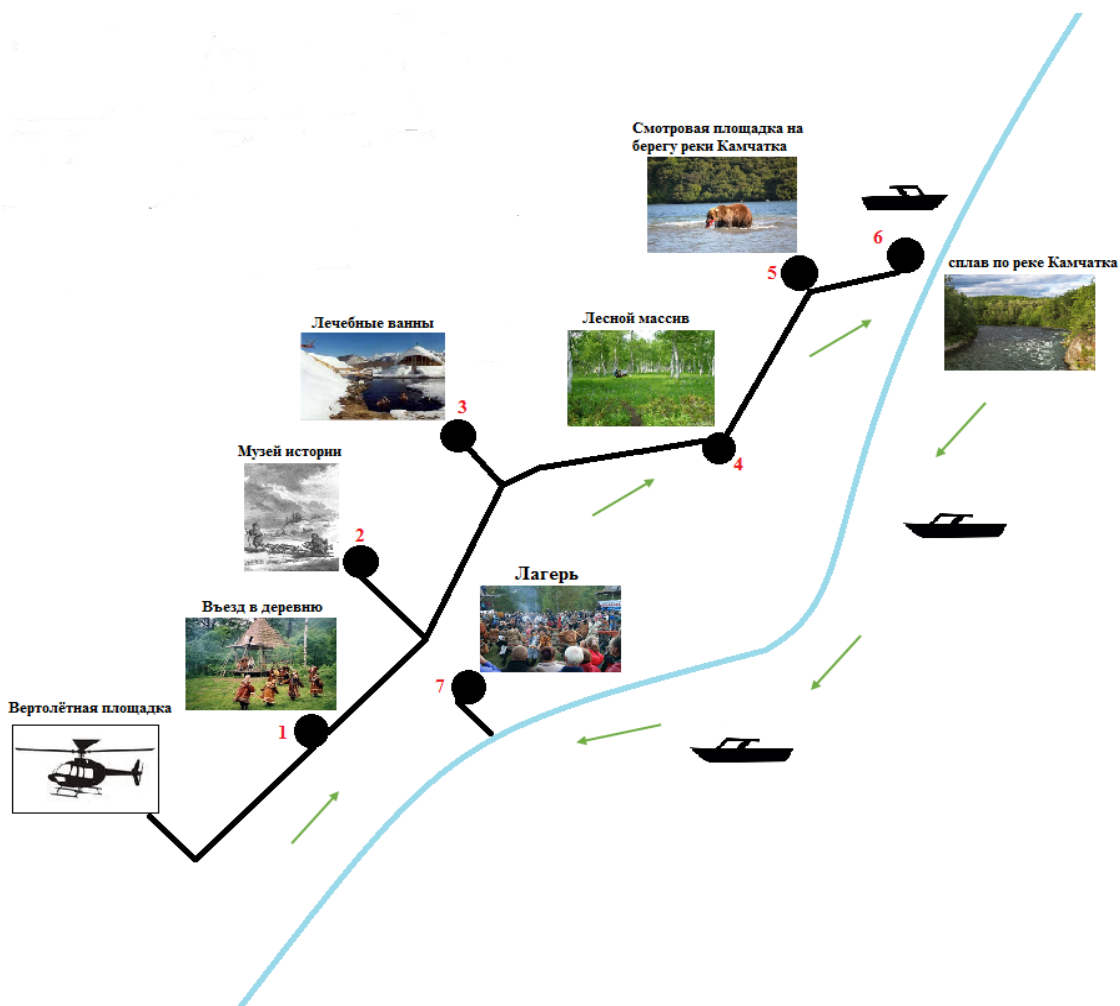 Смотровая площадка на
берегу реки Камчатка
6
5
сплав по реке Камчатка
Лечебные ванны
Лесной массив
3
4
Музей истории
2
Лагерь
Въезд в деревню
7
Вертолётная площадка
1